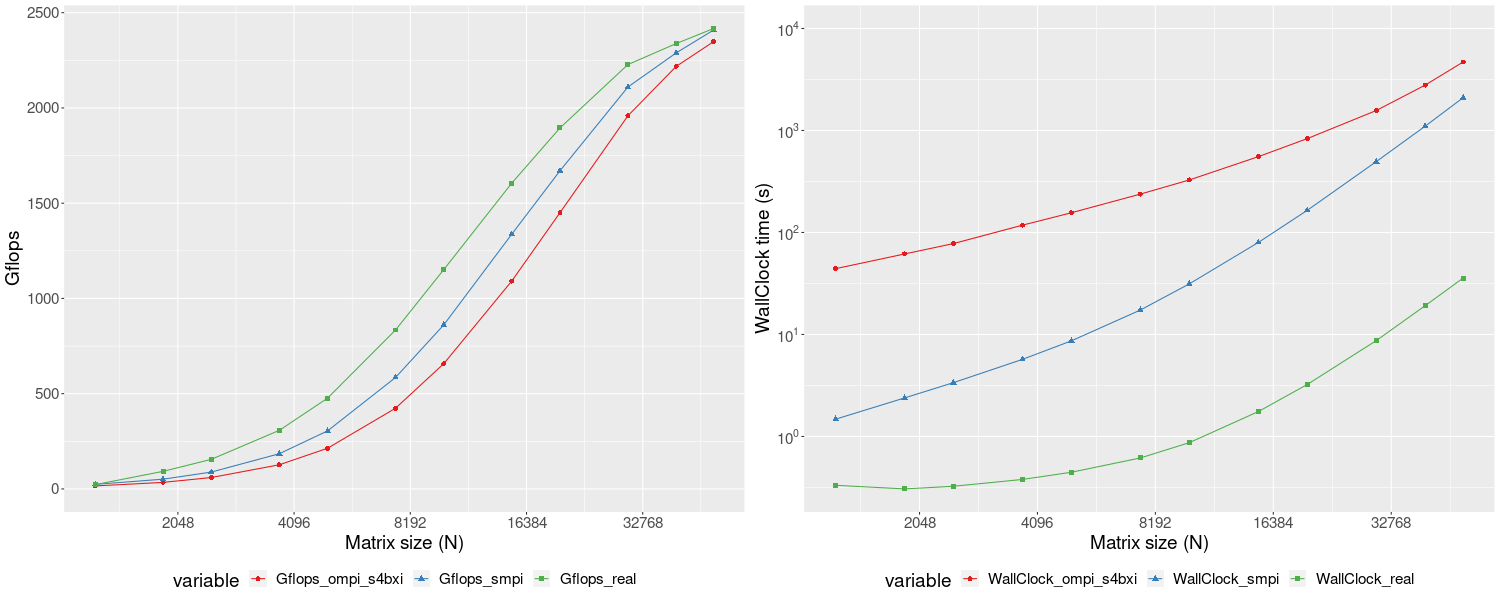 2500
2000
1500
1000
500
0
Gflops
2048 4096 8192 16384 32768
Matrix size (N)
variable Gflops_ompi_s4bxi Gflops_smpi Gflops_real
10^4
10^3
10^2
10^1
10^0
WallClock time (s)
2048 4096 8192 16384 32768
Matrix size (N)
variable WallClock_ompi_s4bxi WallClock_smpi WallClock_real